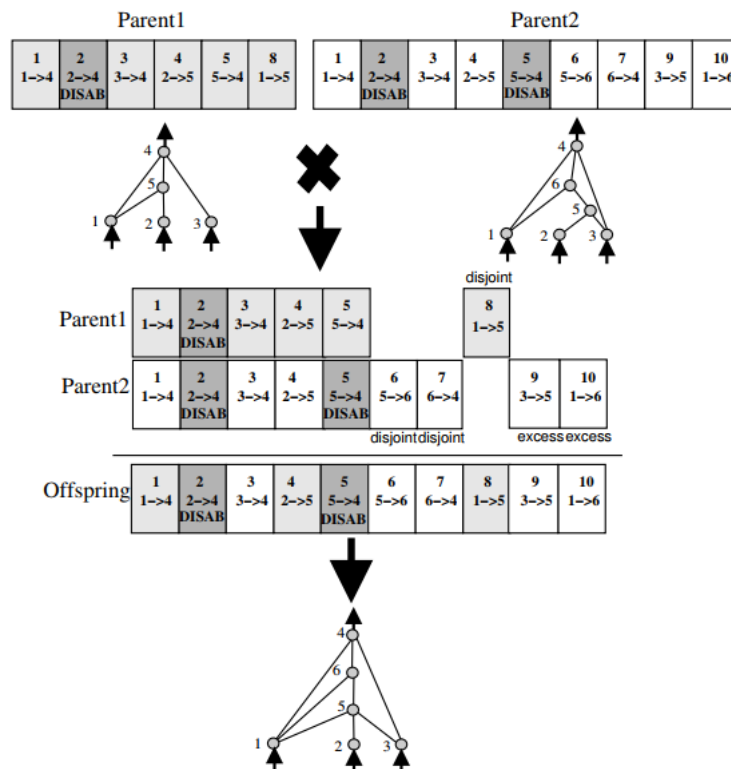 Parent1 Parent2
1 2 3 4 5 8 1 2 3 4 5 6 7 9 10
1->4 2->4 3->4 2->5 5->4 1->5 1->4 2->4 3->4 2->5 5->4 5->6 6->4 3->5 1->6
DISAB DISAB DISAB
4 4
5 6
1 2 3 5
1 2 3
disjoint
Parent1
1 2 3 4 5 8
1->4 2->4 3->4 2->5 5->4 1->5
DISAB
Parent2
1 2 3 4 5 6 7 9 10
1->4 2->4 3->4 2->5 5->4 5->6 6->4 3->5 1->6
DISAB DISAB
disjoint disjoint excess excess
Offspring
1 2 3 4 5 6 7 8 9 10
1->4 2->4 3->4 2->5 5->4 5->6 6->4 1->5 3->5 1->6
DISAB DISAB
4
6
5
1 2 3